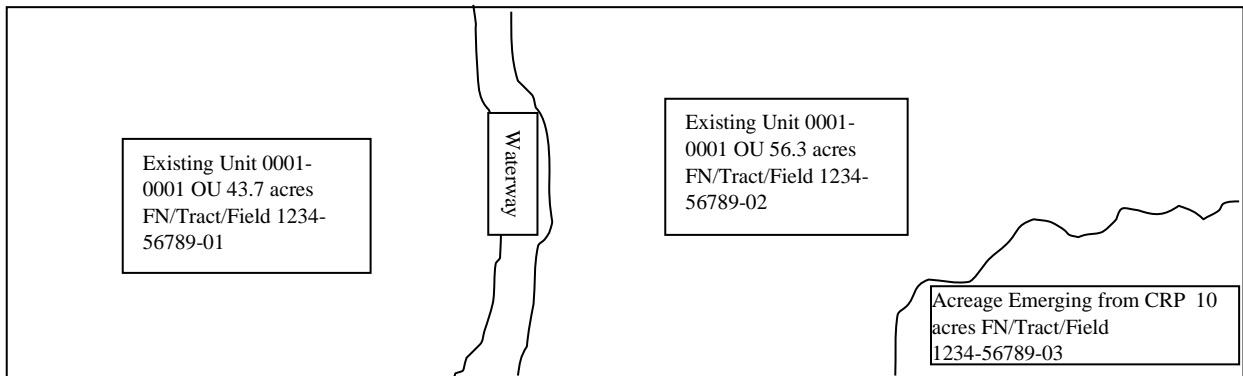 Existing Unit 0001-
0001 OU 43.7 acres
FN/Tract/Field 1234-
56789-01
Waterway
Existing Unit 0001-
0001 OU 56.3 acres
FN/Tract/Field 1234-
56789-02
Acreage Emerging from CRP  10
acres FN/Tract/Field
1234-56789-03